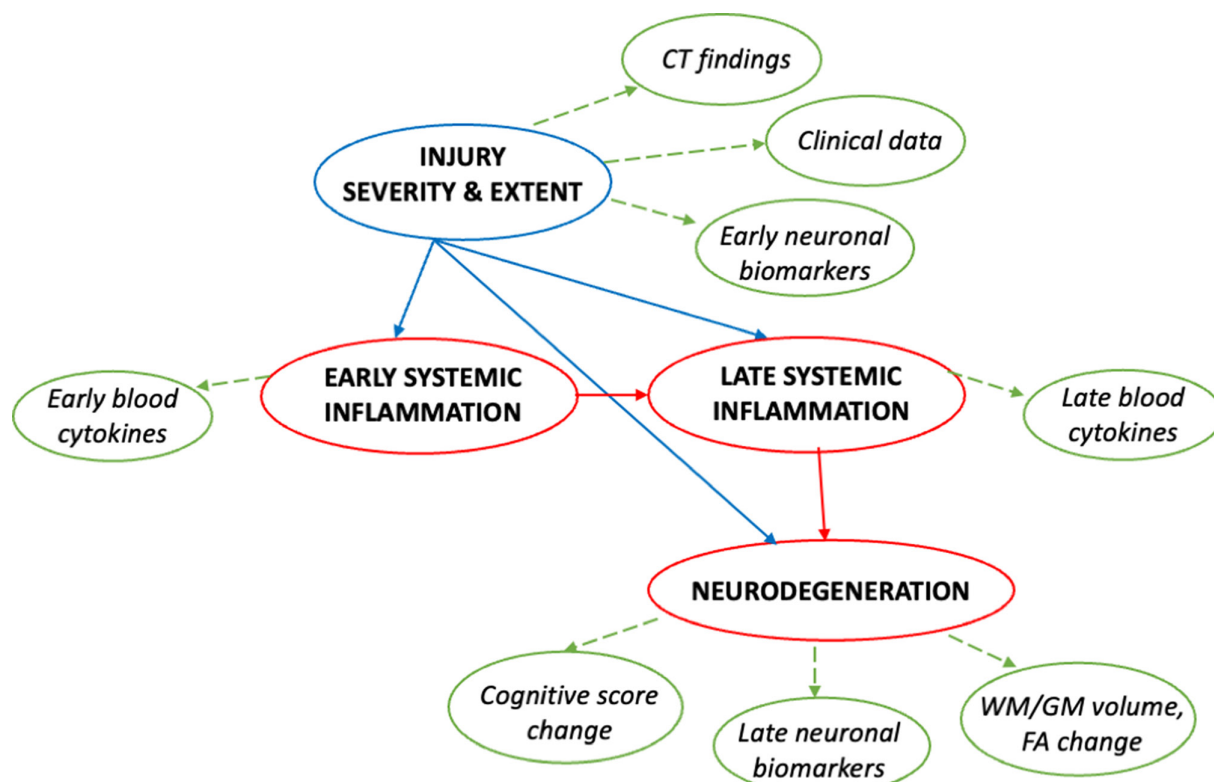 CT findings
Clinical data
INJURY
SEVERITY & EXTENT
Early neuronal
biomarkers
EARLY SYSTEMIC
INFLAMMATION
LATE SYSTEMIC
INFLAMMATION
Early blood
cytokines
Late blood
cytokines
NEURODEGENERATION
Cognitive score
change
Late neuronal
biomarkers
WM/GM volume,
FA change